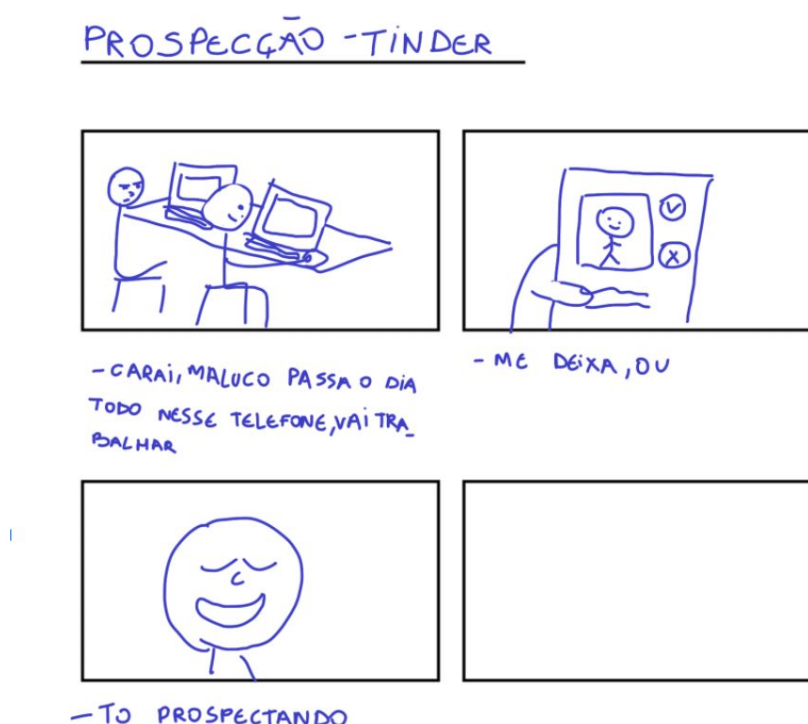 PROSPECÇÃO - TINDER
- CARAI, MALUCO PASSA O DIA
TODO NESSE TELEFONE, VAI TRA_
BALHAR
- ME DEIXA, OU
- TO PROSPECTANDO